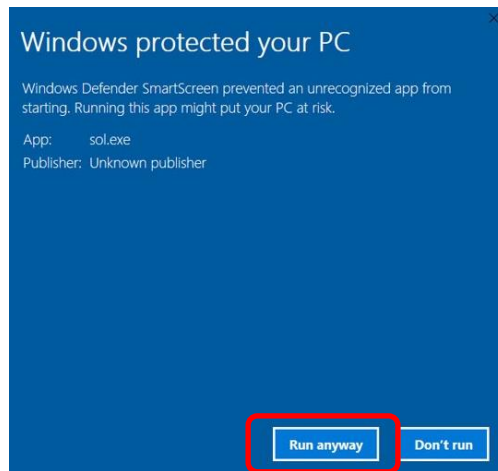 Windows protected your PC
Windows Defender SmartScreen prevented an unrecognized app from
starting. Running this app might put your PC at risk.
App: sol.exe
Publisher: Unknown publisher
Run anyway Don't run